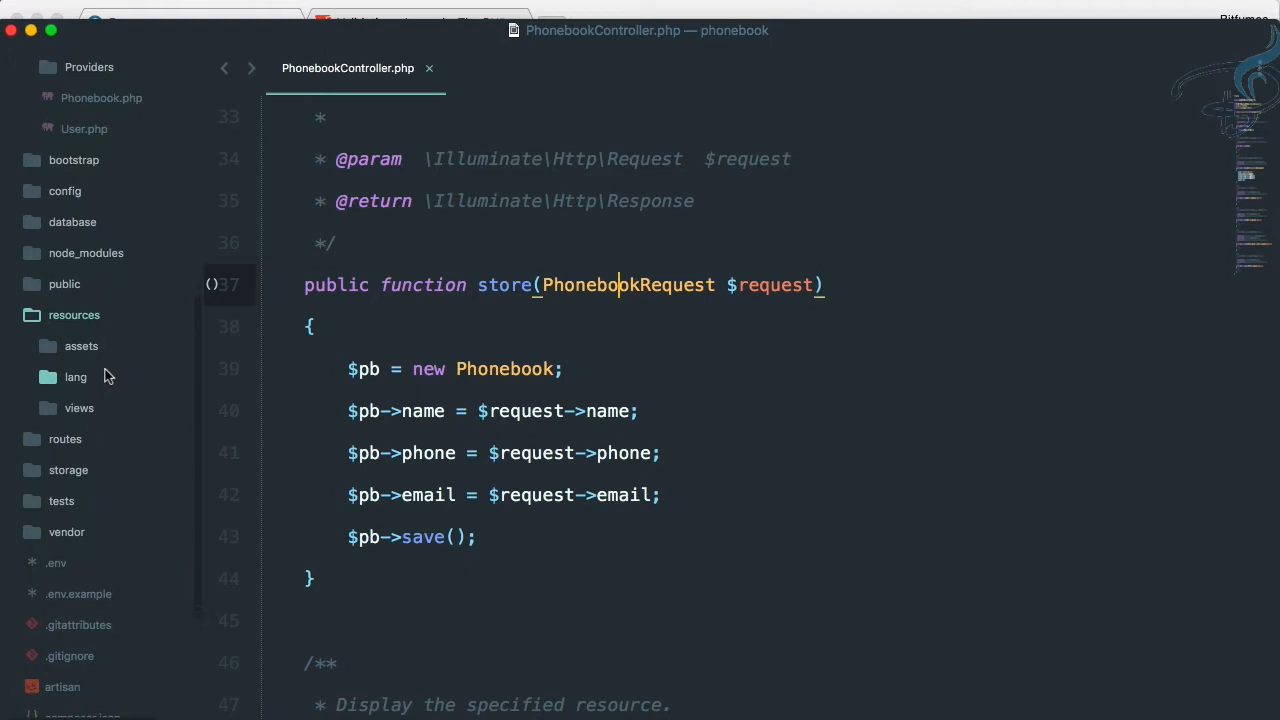 Bitfumes
PhonebookController.php — phonebook
Providers
Phonebook.php
User.php
bootstrap
config
database
node_modules
public
resources
assets
lang
views
routes
storage
tests
vendor
.env
.env.example
.gitattributes
.gitignore
artisan
composer.json
PhonebookController.php ×
33 *
34 * @param \Illuminate\Http\Request $request
35 * @return \Illuminate\Http\Response
36 */
37 public function store(PhonebookRequest $request)
38 {
39 $pb = new Phonebook;
40 $pb->name = $request->name;
41 $pb->phone = $request->phone;
42 $pb->email = $request->email;
43 $pb->save();
44 }
45
46 /**
47 * Display the specified resource.